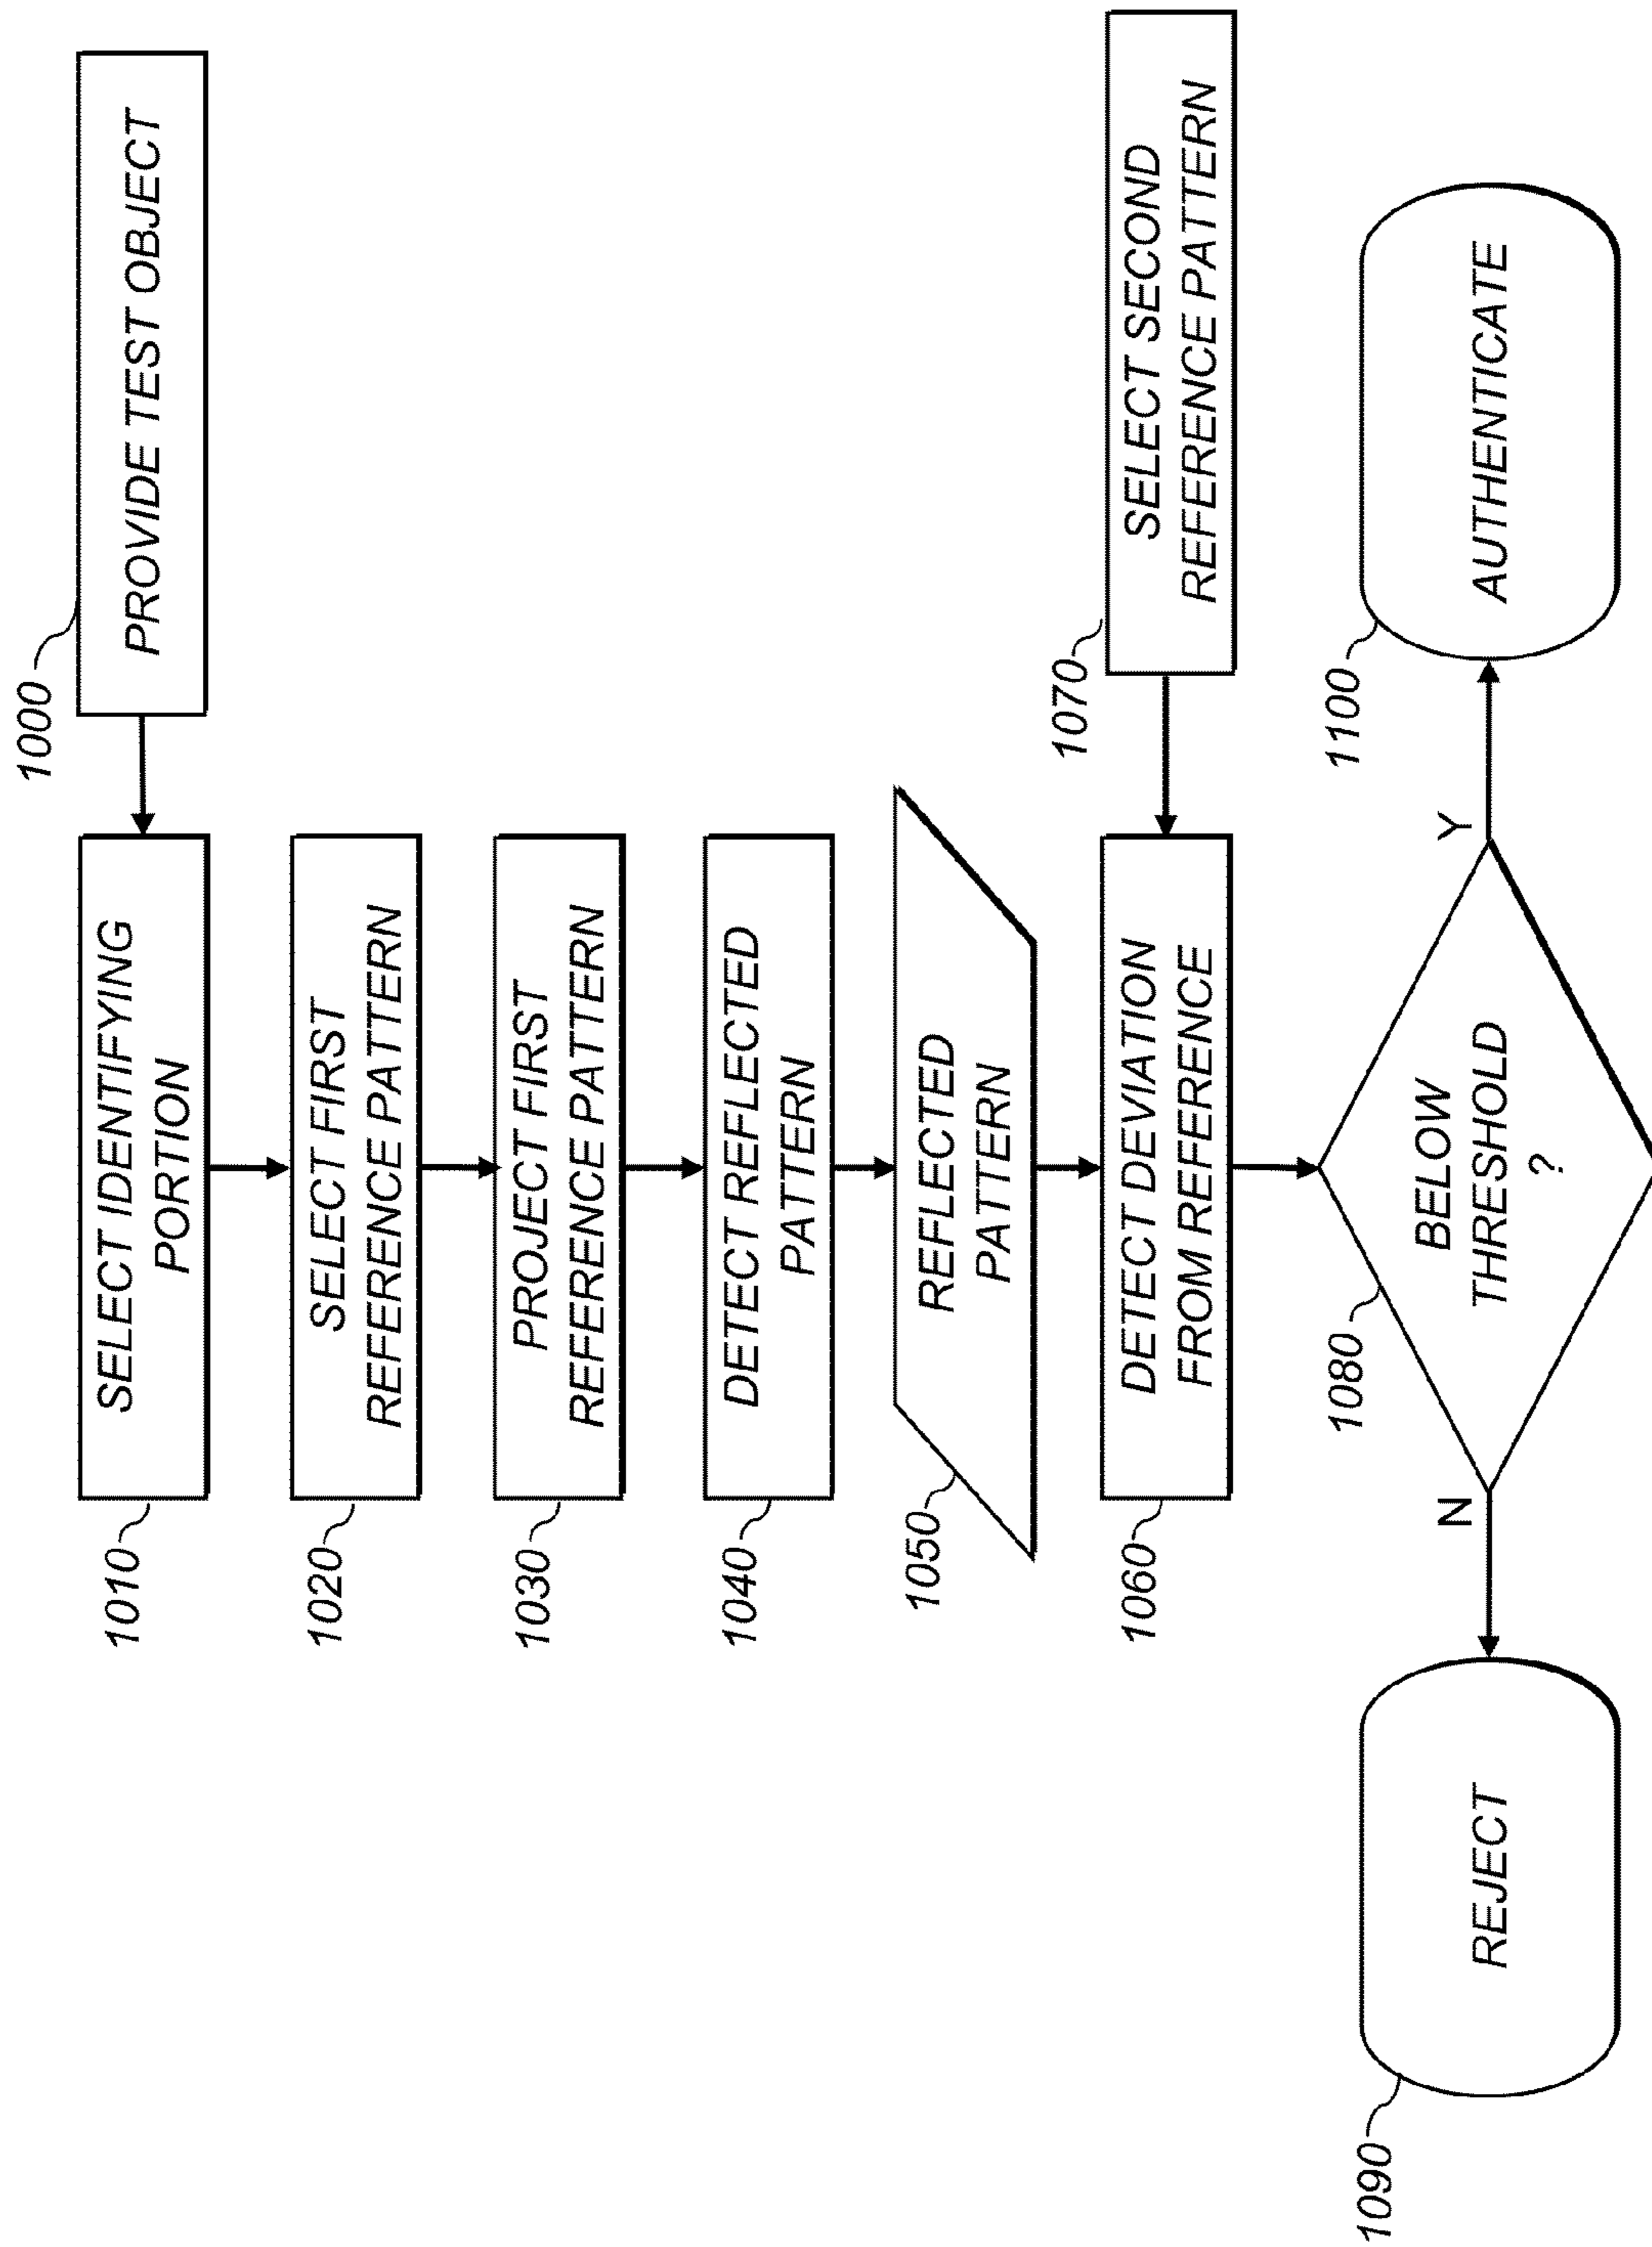 1000
PROVIDE TEST OBJECT
1010
SELECT IDENTIFYING
PORTION
1020
SELECT FIRST
REFERENCE PATTERN
1030
PROJECT FIRST
REFERENCE PATTERN
1040
DETECT REFLECTED
PATTERN
1050
REFLECTED
PATTERN
1060
DETECT DEVIATION
FROM REFERENCE
1070
SELECT SECOND
REFERENCE PATTERN
1080
BELOW
THRESHOLD
?
N
Y
1090
REJECT
1100
AUTHENTICATE